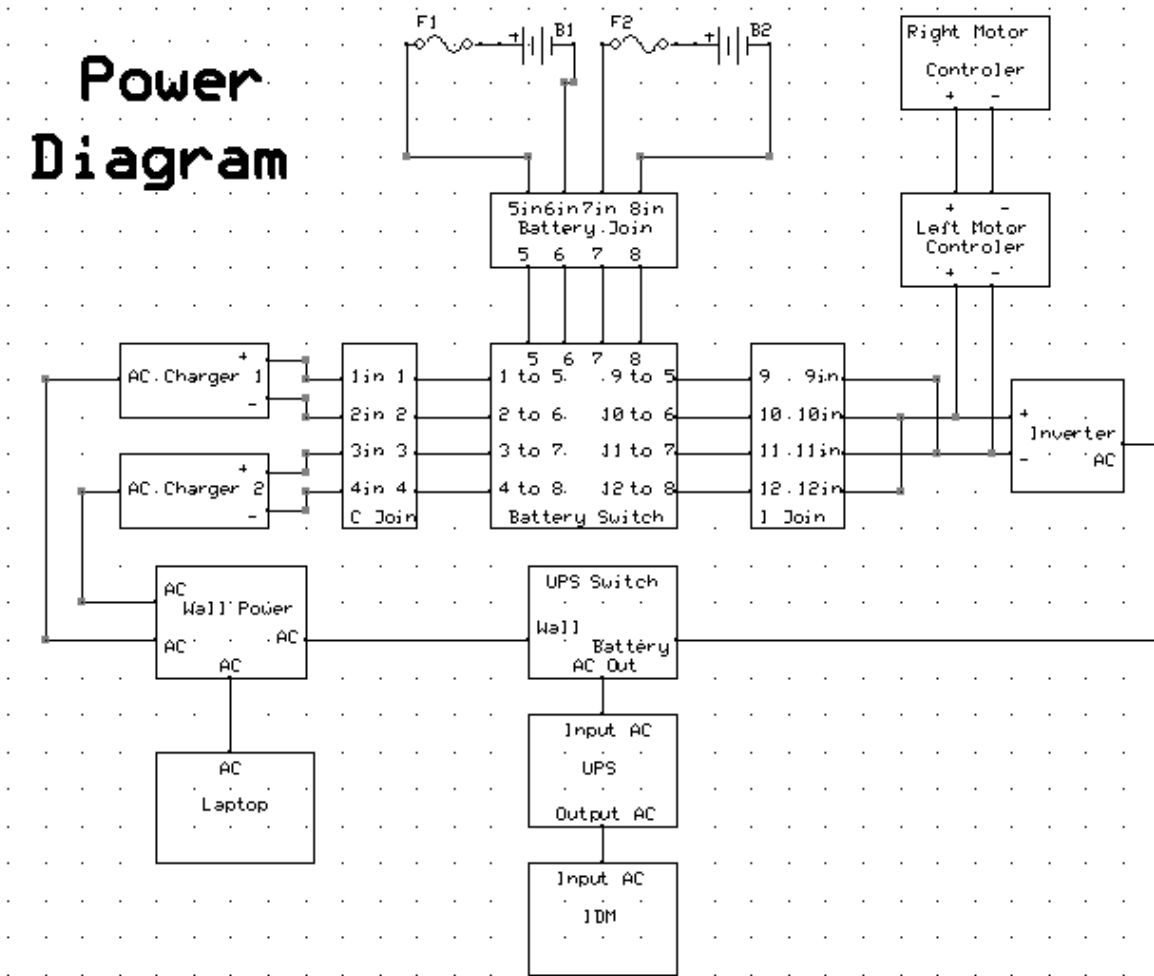 Power
Diagram
F1
+
B1
F2
+
B2
Right Motor
Controler
+ -
5in 6in 7in 8in
Battery Join
5 6 7 8
+ -
Left Motor
Controler
+ -
+
AC Charger 1
-
+
AC Charger 2
-
1in 1
2in 2
3in 3
4in 4
C Join
5 6 7 8
1 to 5 9 to 5
2 to 6 10 to 6
3 to 7 11 to 7
4 to 8 12 to 8
Battery Switch
9 9in
10 10in
11 11in
12 12in
I Join
+
Inverter
-
AC
AC
Wall Power
AC AC
AC
UPS Switch
Wall
Battery
AC Out
AC
Laptop
Input AC
UPS
Output AC
Input AC
IDM